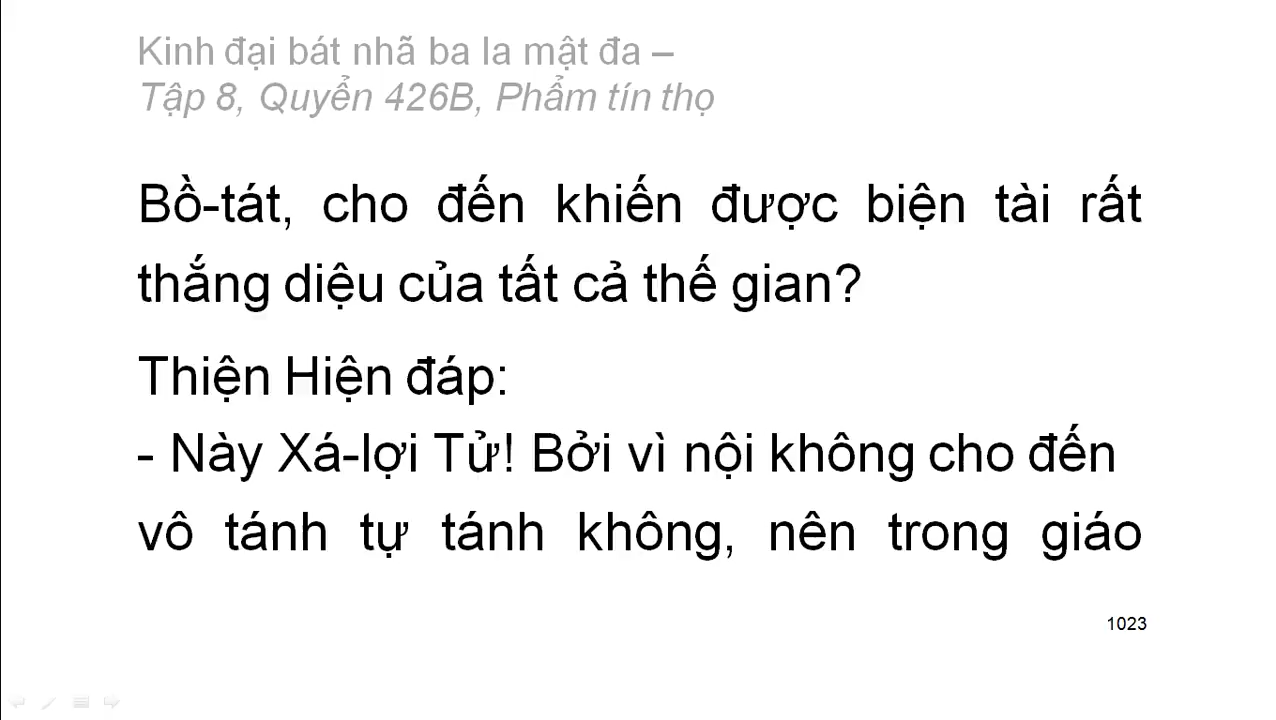 Kinh đại bát nhã ba la mật đa –
Tập 8, Quyển 426B, Phẩm tín thọ
Bồ-tát, cho đến khiến được biện tài rất
thắng diệu của tất cả thế gian?
Thiện Hiện đáp:
- Này Xá-lợi Tử! Bởi vì nội không cho đến
vô tánh tự tánh không, nên trong giáo
1023